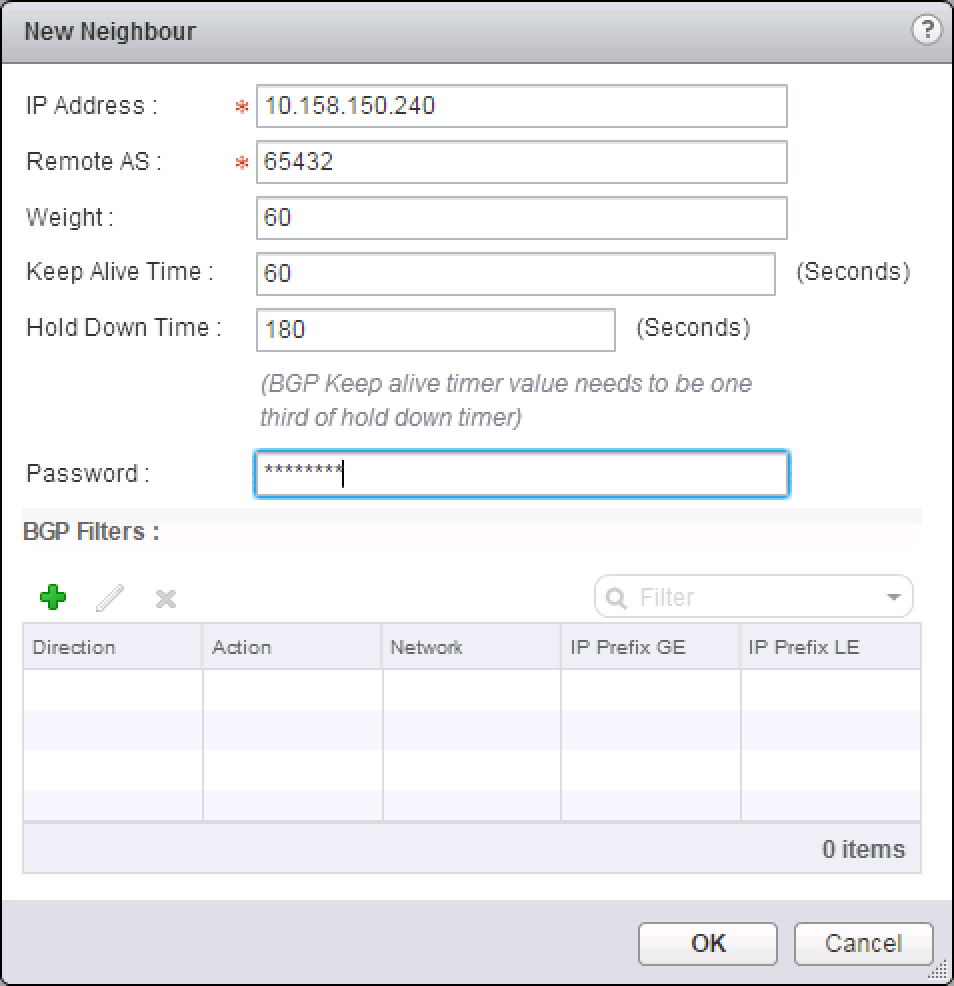 New Neighbour
?
IP Address : * 10.158.150.240
Remote AS : * 65432
Weight : 60
Keep Alive Time : 60 (Seconds)
Hold Down Time : 180 (Seconds)
(BGP Keep alive timer value needs to be one
third of hold down timer)
Password : ********
BGP Filters :
Filter
Direction Action Network IP Prefix GE IP Prefix LE
0 items
OK Cancel